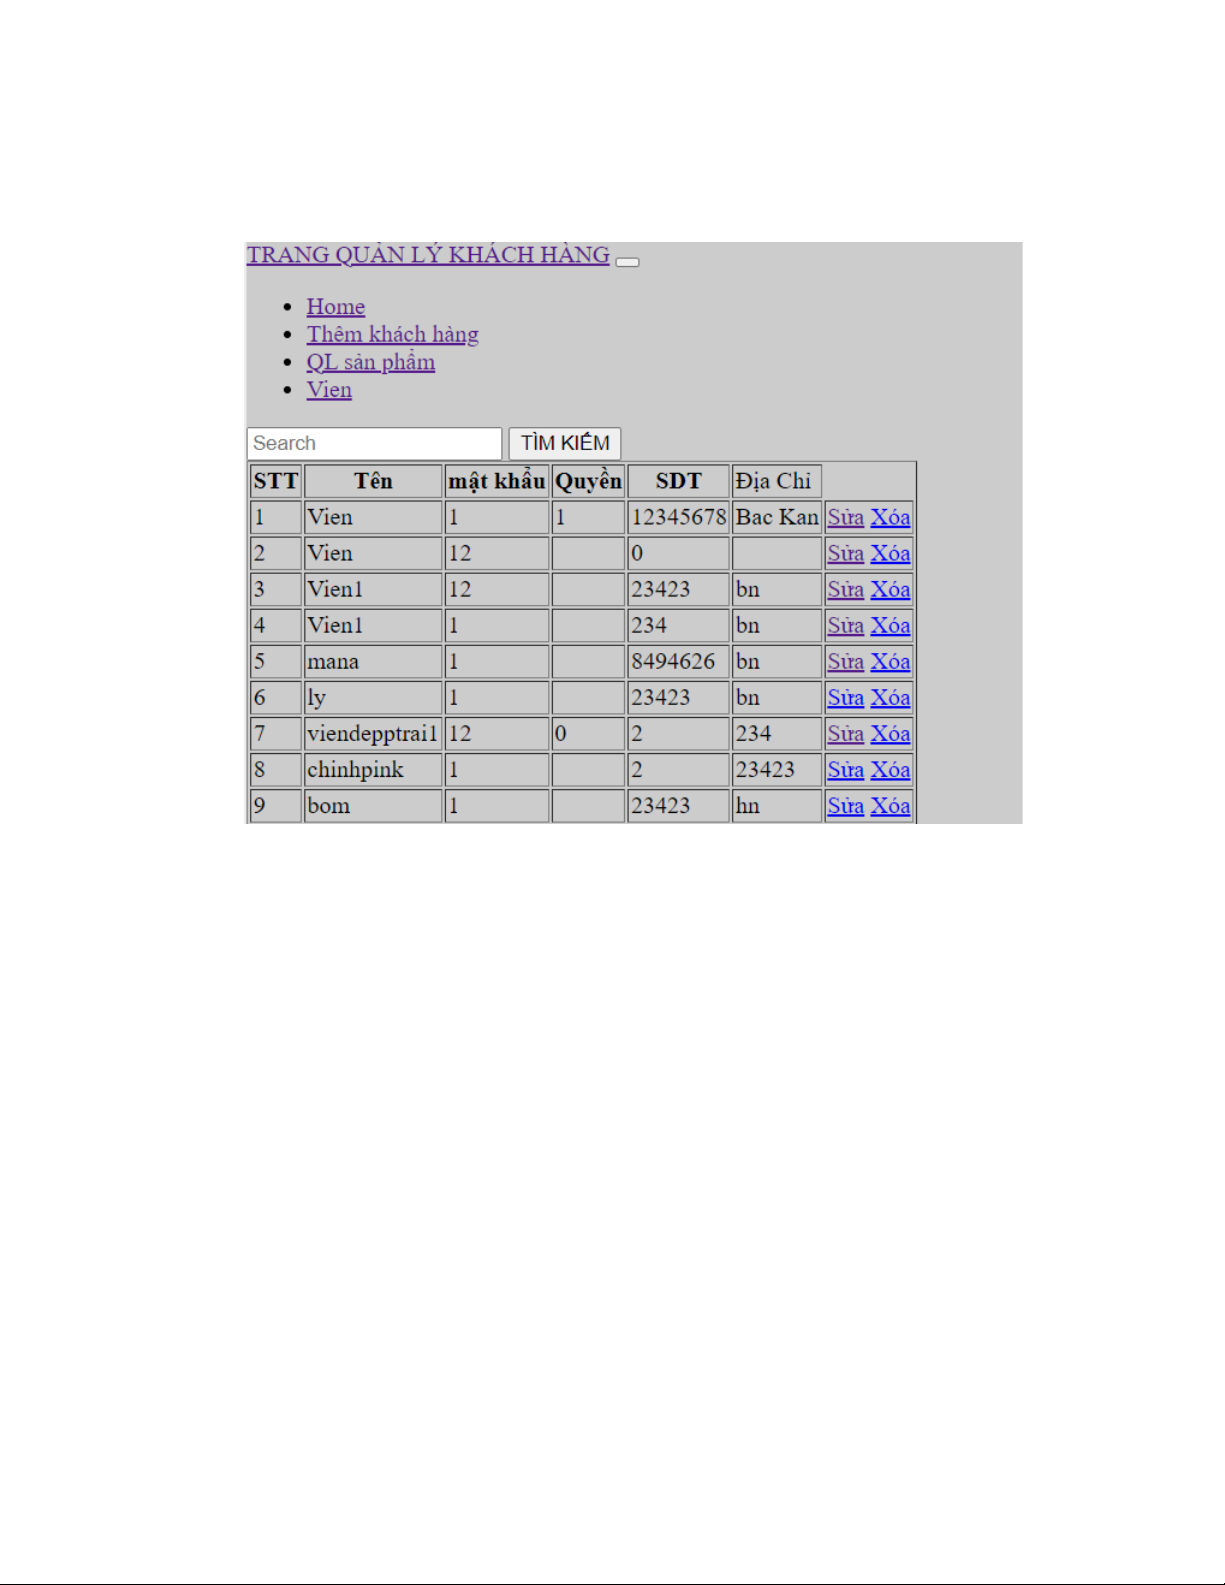 TRANG QUẢN LÝ KHÁCH HÀNG
Home
Thêm khách hàng
QL sản phẩm
Vien
Search TÌM KIẾM
STT Tên mật khẩu Quyền SDT Địa Chỉ
1 Vien 1 1 12345678 Bac Kan Sửa Xóa
2 Vien 12 0 Sửa Xóa
3 Vien1 12 23423 bn Sửa Xóa
4 Vien1 1 234 bn Sửa Xóa
5 mana 1 8494626 bn Sửa Xóa
6 ly 1 23423 bn Sửa Xóa
7 viendepptrai1 12 0 2 234 Sửa Xóa
8 chinhpink 1 2 23423 Sửa Xóa
9 bom 1 23423 hn Sửa Xóa